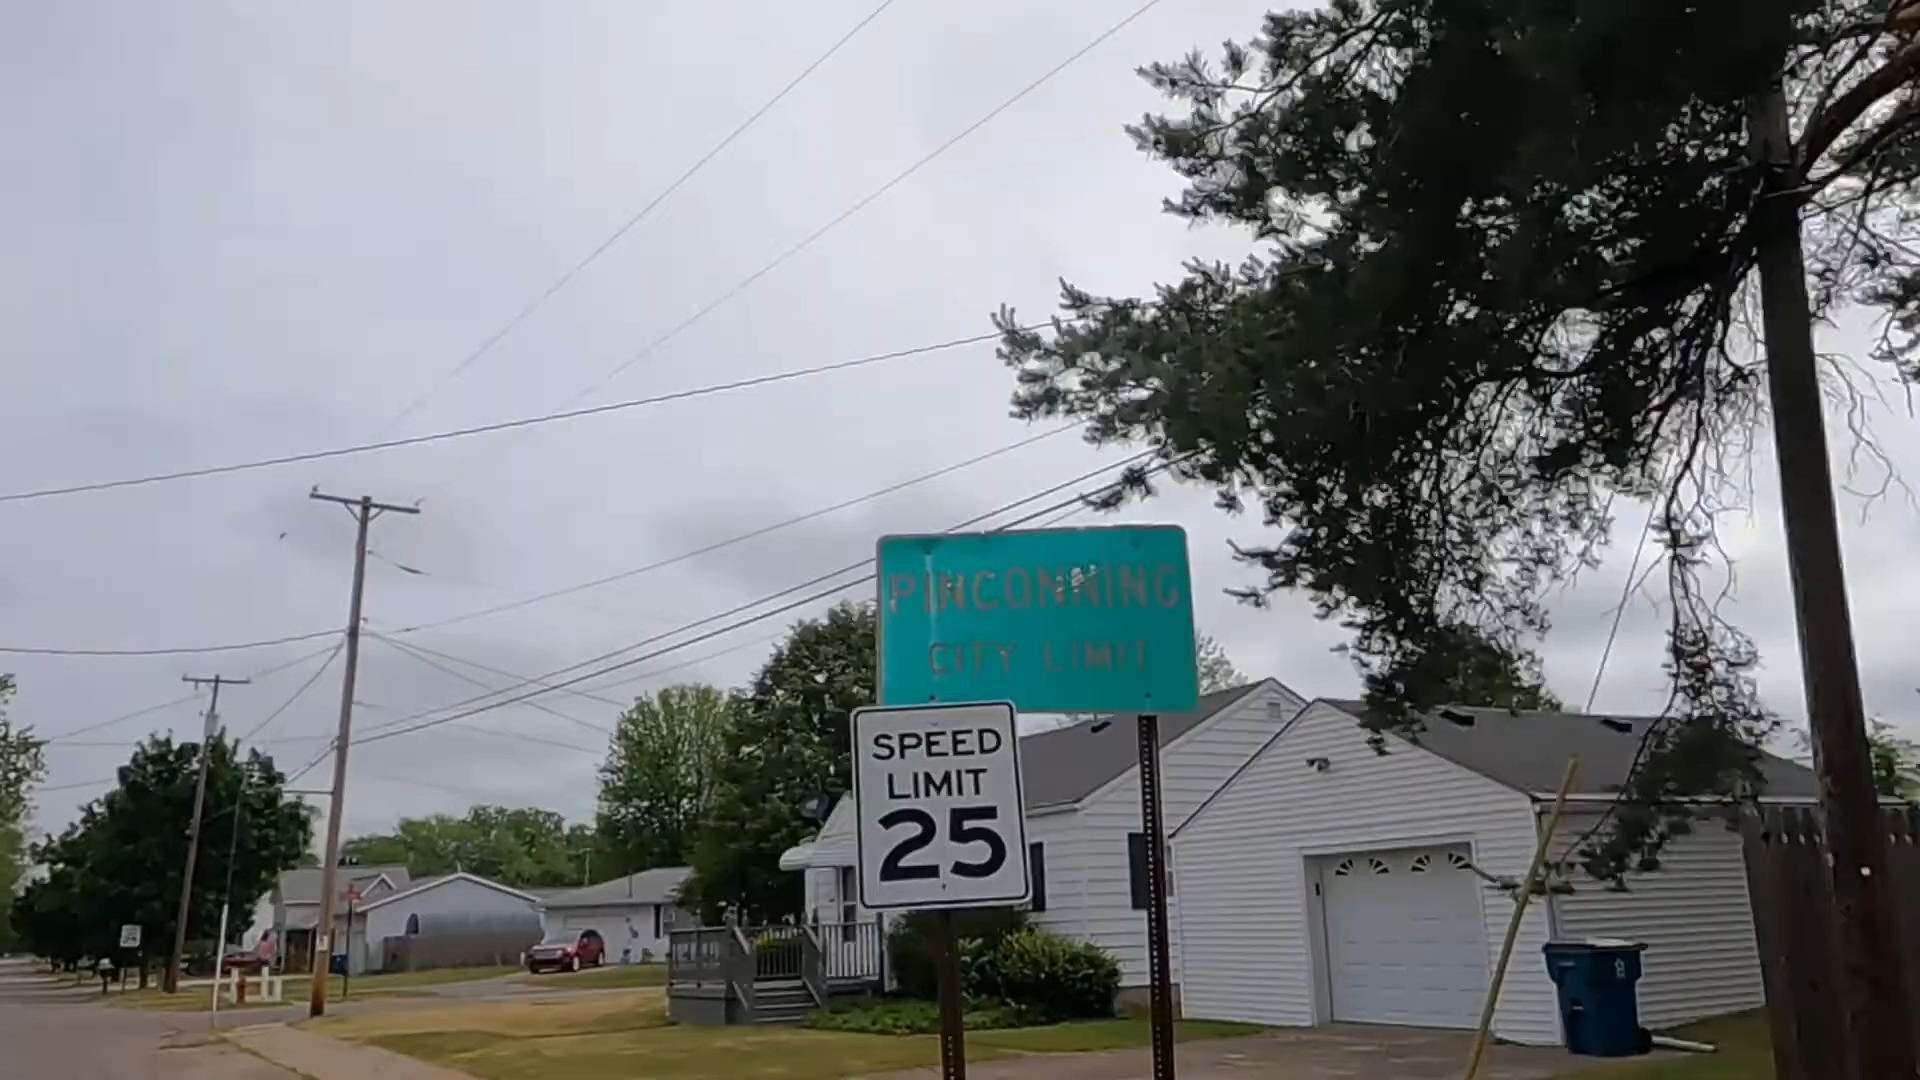 PINCONNING
CITY LIMIT
SPEED
LIMIT
25